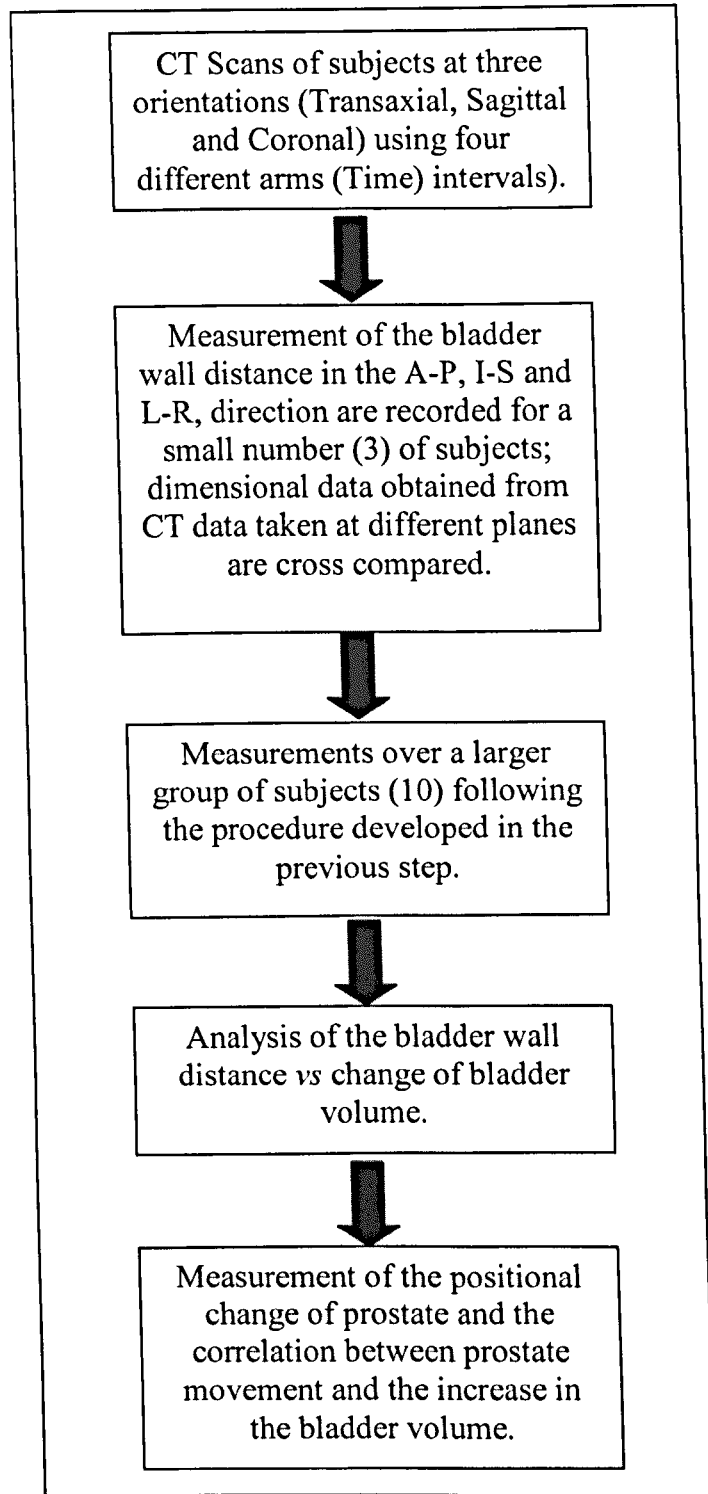 CT Scans of subjects at three
orientations (Transaxial, Sagittal
and Coronal) using four
different arms (Time) intervals).
Measurement of the bladder
wall distance in the A-P, I-S and
L-R, direction are recorded for a
small number (3) of subjects;
dimensional data obtained from
CT data taken at different planes
are cross compared.
Measurements over a larger
group of subjects (10) following
the procedure developed in the
previous step.
Analysis of the bladder wall
distance vs change of bladder
volume.
Measurement of the positional
change of prostate and the
correlation between prostate
movement and the increase in
the bladder volume.